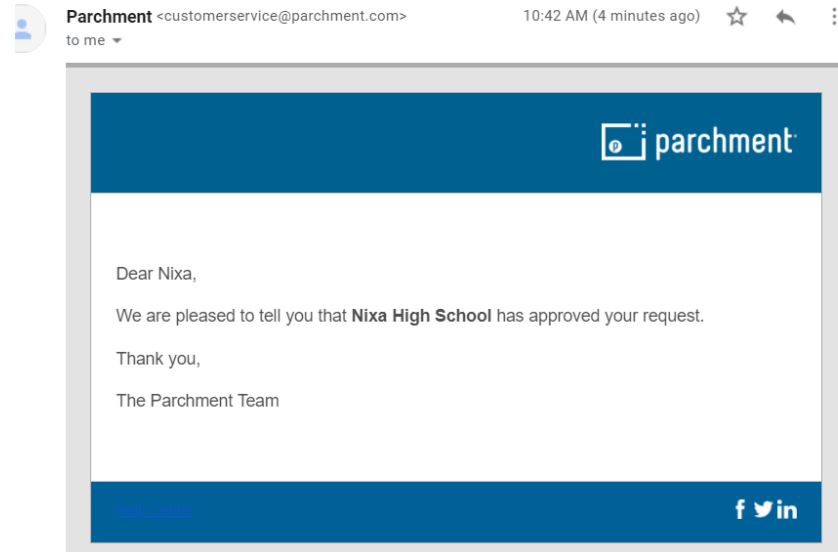 Parchment <customerservice@parchment.com> 10:42 AM (4 minutes ago)
to me
parchment
Dear Nixa,
We are pleased to tell you that Nixa High School has approved your request.
Thank you,
The Parchment Team